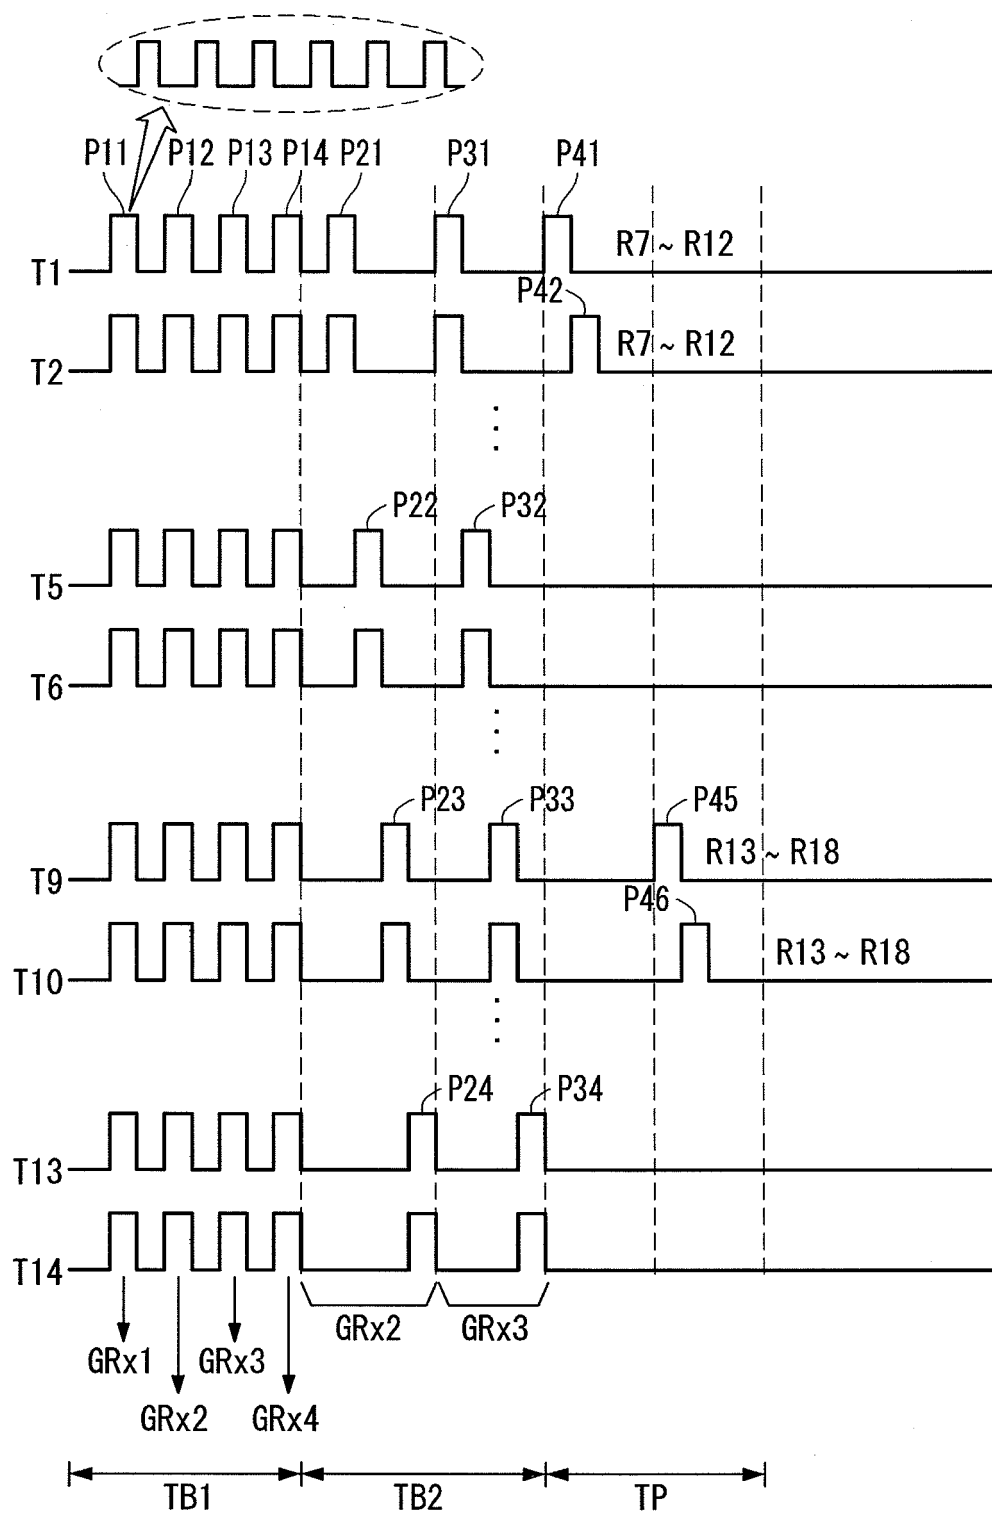 P11 P12 P13 P14 P21 P31 P41
T1 R7 ~ R12
P42
T2 R7 ~ R12
P22 P32
T5
T6
P23 P33 P45
T9 R13 ~ R18
P46
T10 R13 ~ R18
P24 P34
T13
T14
GRx2 GRx3
GRx1 GRx3
GRx2 GRx4
TB1 TB2 TP